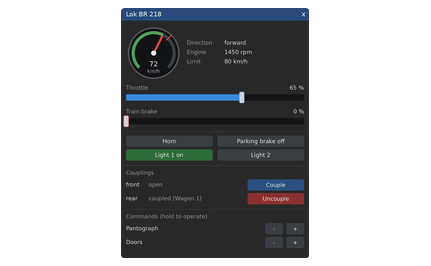 Lok BR 218 X
Direction forward
Engine 1450 rpm
Limit 80 km/h
72
km/h
Throttle 65 %
Train brake 0 %
Horn Parking brake off
Light 1 on Light 2
Couplings
front open Couple
rear coupled (Wagen 1) Uncouple
Commands (hold to operate)
Pantograph - +
Doors - +